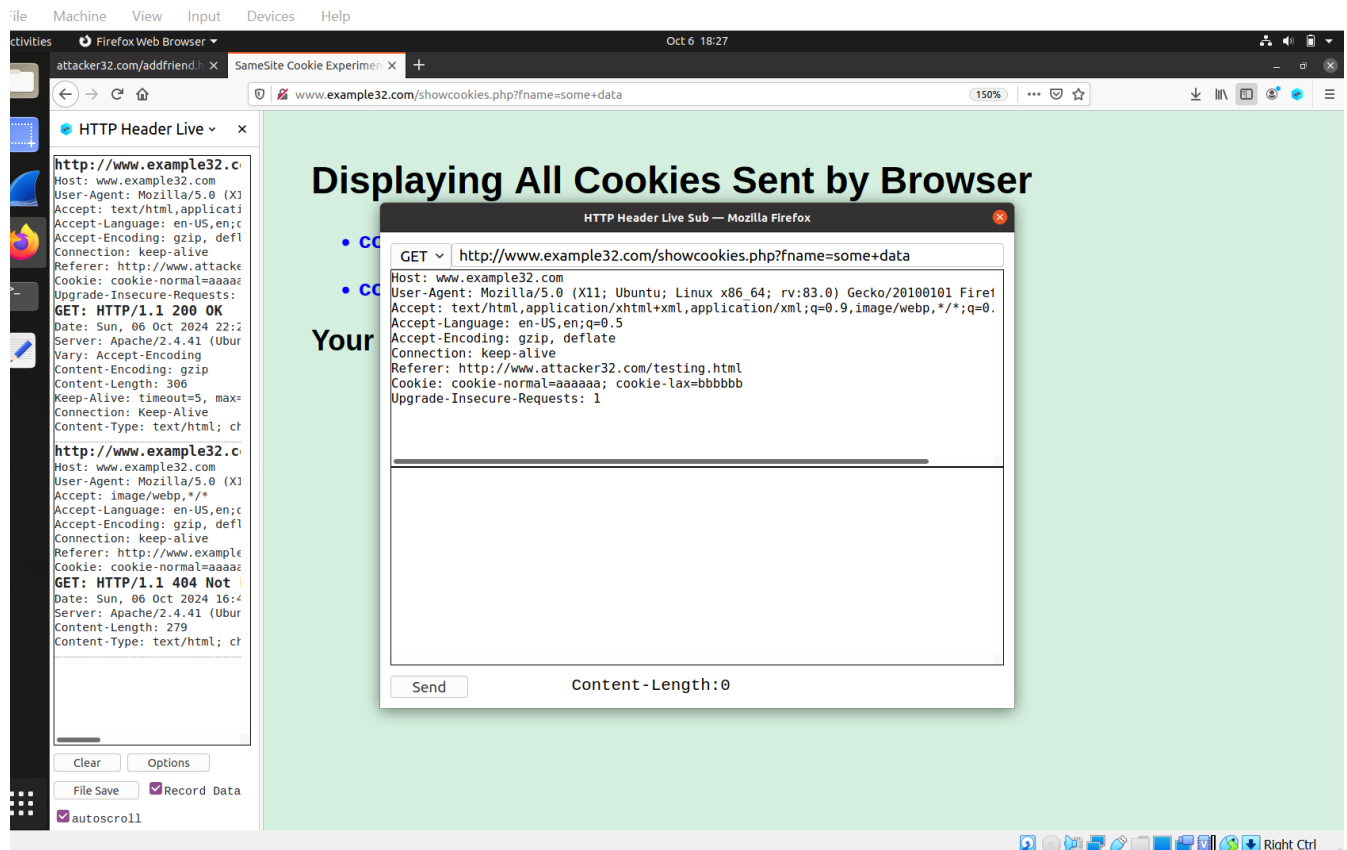 File Machine View Input Devices Help
ctivities Firefox Web Browser Oct 6 18:27
attacker32.com/addfriend.h SameSite Cookie Experimen
www.example32.com/showcookies.php?fname=some+data 150%
HTTP Header Live
http://www.example32.c
Host: www.example32.com
User-Agent: Mozilla/5.0 (X1
Accept: text/html,applicati
Accept-Language: en-US,en;c
Accept-Encoding: gzip, defl
Connection: keep-alive
Referer: http://www.attacke
Cookie: cookie-normal=aaaaa
Upgrade-Insecure-Requests:
GET: HTTP/1.1 200 OK
Date: Sun, 06 Oct 2024 22:2
Server: Apache/2.4.41 (Ubun
Vary: Accept-Encoding
Content-Encoding: gzip
Content-Length: 306
Keep-Alive: timeout=5, max=
Connection: Keep-Alive
Content-Type: text/html; ch
http://www.example32.c
Host: www.example32.com
User-Agent: Mozilla/5.0 (X1
Accept: image/webp,*/*
Accept-Language: en-US,en;c
Accept-Encoding: gzip, defl
Connection: keep-alive
Referer: http://www.example
Cookie: cookie-normal=aaaaa
GET: HTTP/1.1 404 Not
Date: Sun, 06 Oct 2024 16:4
Server: Apache/2.4.41 (Ubun
Content-Length: 279
Content-Type: text/html; ch
Clear Options
File Save Record Data
autoscroll
Displaying All Cookies Sent by Browser
• co
• co
Your
HTTP Header Live Sub — Mozilla Firefox
GET http://www.example32.com/showcookies.php?fname=some+data
Host: www.example32.com
User-Agent: Mozilla/5.0 (X11; Ubuntu; Linux x86_64; rv:83.0) Gecko/20100101 Firef
Accept: text/html,application/xhtml+xml,application/xml;q=0.9,image/webp,*/*;q=0.
Accept-Language: en-US,en;q=0.5
Accept-Encoding: gzip, deflate
Connection: keep-alive
Referer: http://www.attacker32.com/testing.html
Cookie: cookie-normal=aaaaaa; cookie-lax=bbbbbb
Upgrade-Insecure-Requests: 1
Send Content-Length:0
Right Ctrl